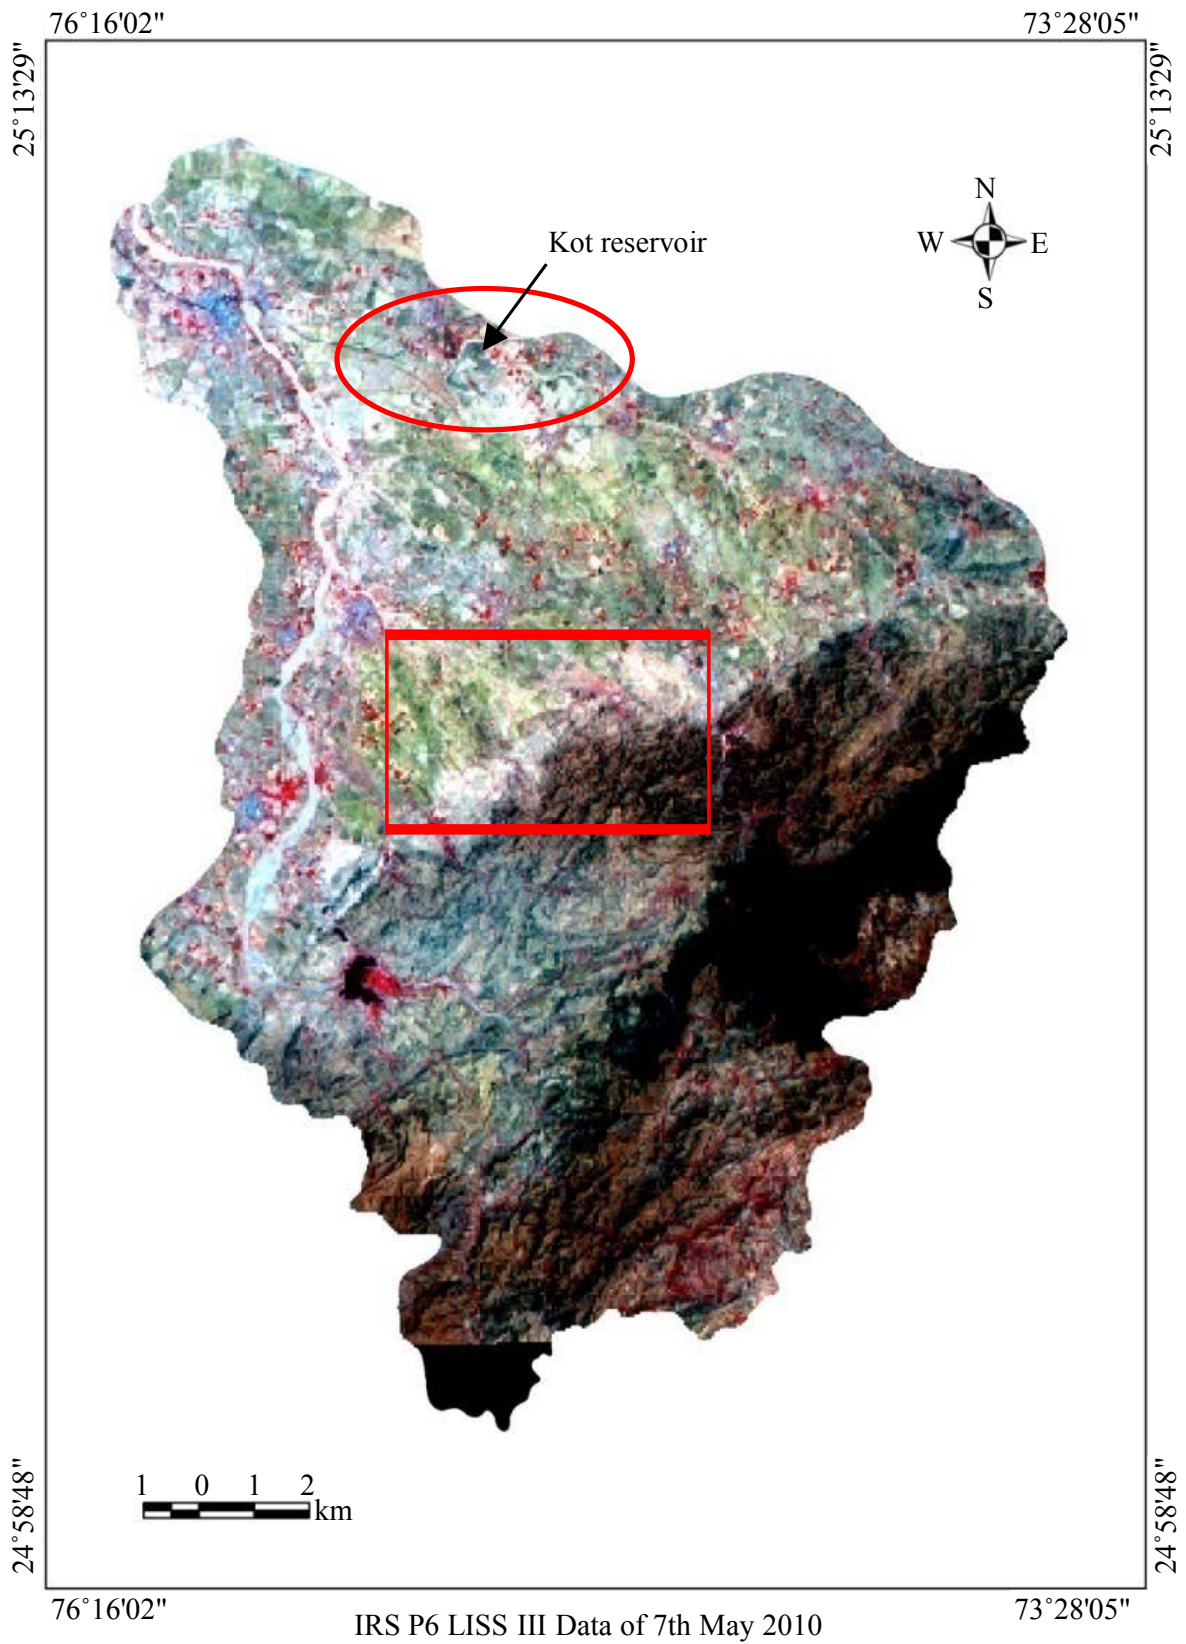 76˚16'02" 73˚28'05"
25˚13'29" 25˚13'29"
N
W E
S
Kot reservoir
1 0 1 2
km
24˚58'48" 24˚58'48"
76˚16'02" 73˚28'05"
IRS P6 LISS III Data of 7th May 2010